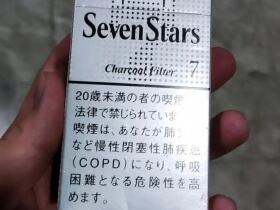 SevenStars
Charcoal Filter 7
20歳未満の者の喫煙
法律で禁じられていま
喫煙は、あなたが肺
など慢性閉塞性肺疾患
(COPD)になり、呼吸
困難となる危険性を高
めます。